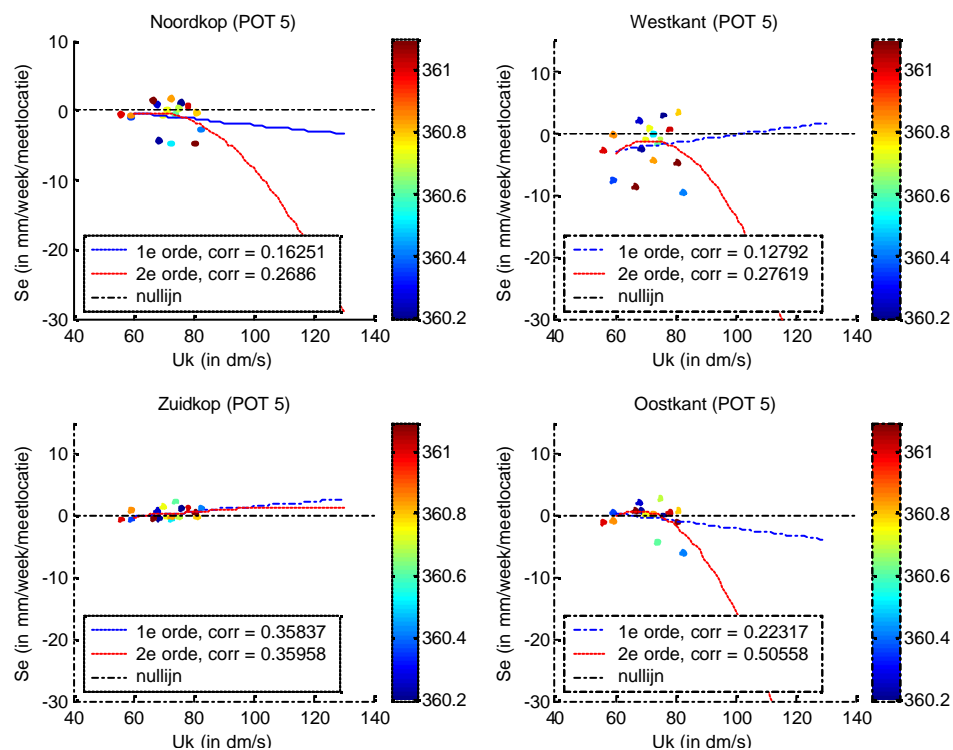 Noordkop (POT 5)
Se (in mm/week/meetlocatie)
10
0
-10
-20
-30
1e orde, corr = 0.16251
2e orde, corr = 0.2686
nullijn
40 60 80 100 120 140
Uk (in dm/s)
361
360.8
360.6
360.4
360.2
Westkant (POT 5)
Se (in mm/week/meetlocatie)
10
0
-10
-20
-30
1e orde, corr = 0.12792
2e orde, corr = 0.27619
nullijn
40 60 80 100 120 140
Uk (in dm/s)
361
360.8
360.6
360.4
360.2
Zuidkop (POT 5)
Se (in mm/week/meetlocatie)
10
0
-10
-20
-30
1e orde, corr = 0.35837
2e orde, corr = 0.35958
nullijn
40 60 80 100 120 140
Uk (in dm/s)
361
360.8
360.6
360.4
360.2
Oostkant (POT 5)
Se (in mm/week/meetlocatie)
10
0
-10
-20
-30
1e orde, corr = 0.22317
2e orde, corr = 0.50558
nullijn
40 60 80 100 120 140
Uk (in dm/s)
361
360.8
360.6
360.4
360.2